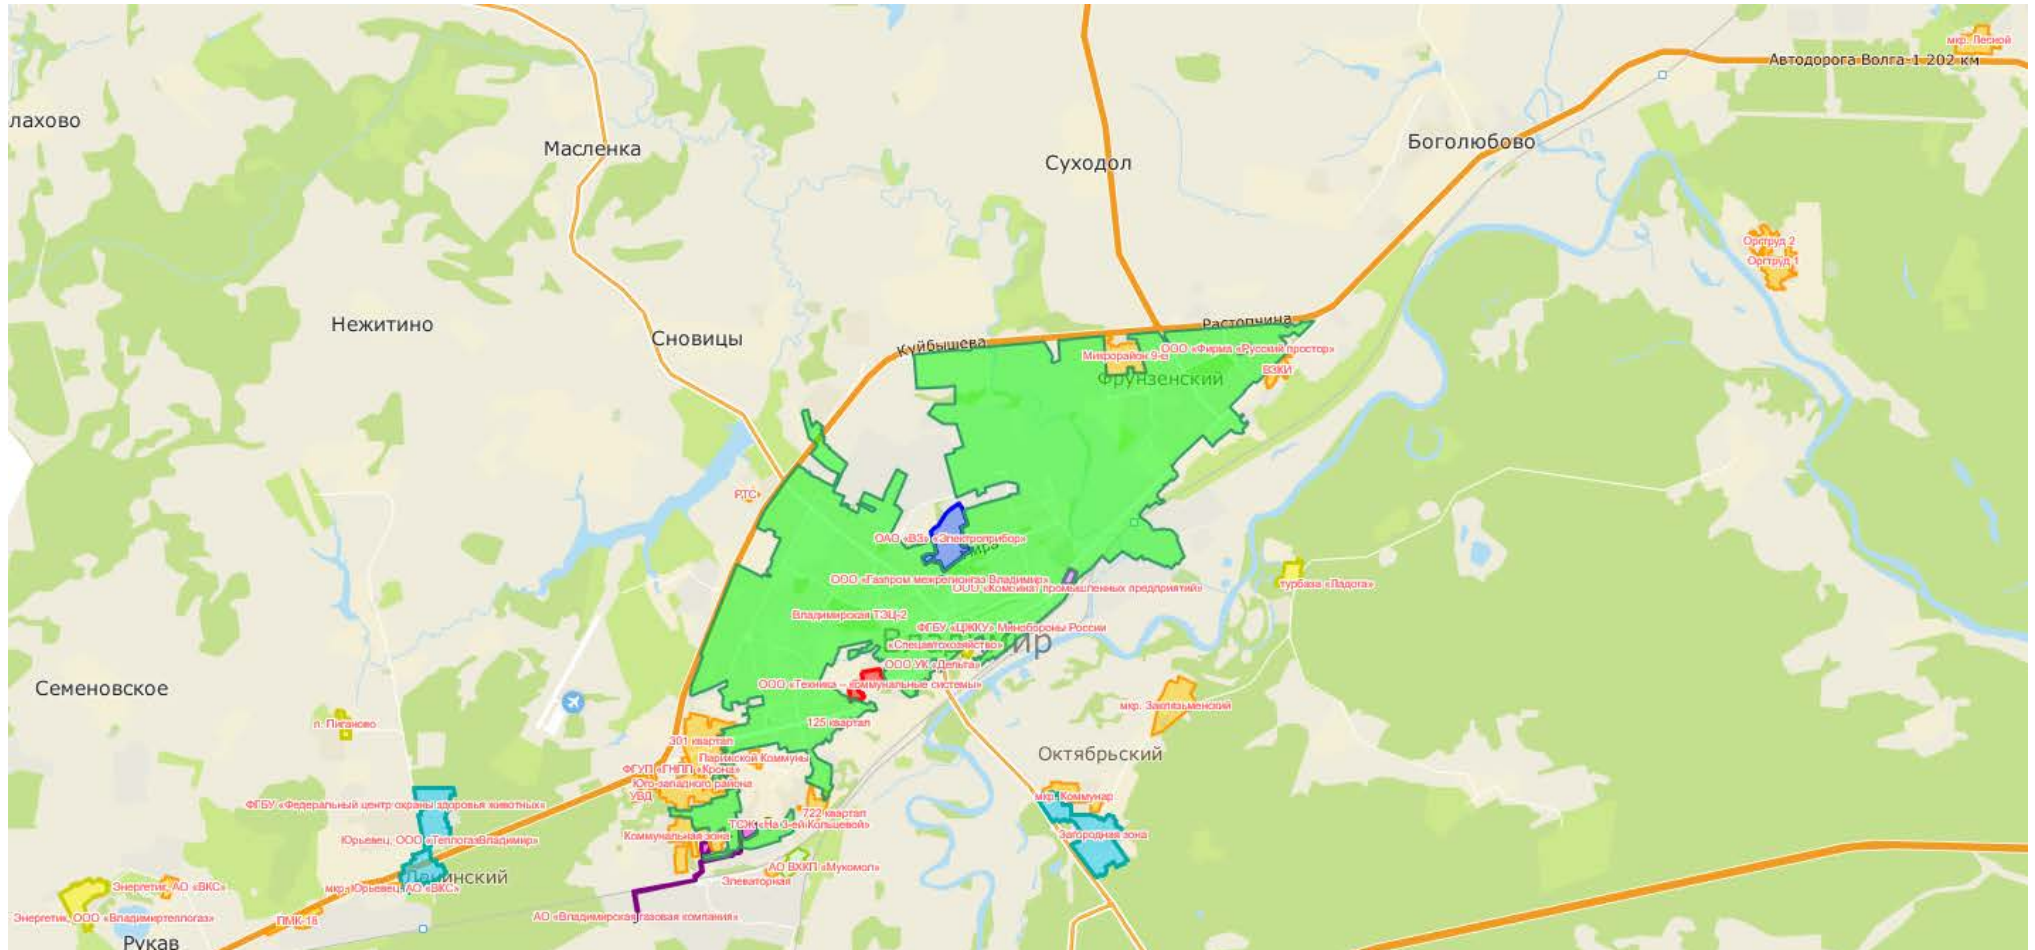 мкр. Лесной
Автодорога Волга-1 202 км
лахово
Масленка
Суходол
Боголюбово
Оргтруд 2
Оргтруд 1
Нежитино
Сновицы
Куйбышева
Растопчина
Микрорайон 9-в
ООО «Фирма «Русский простор»
ВЗКИ
Фрунзенский
РТС
ОАО «ВЗ» «Электроприбор»
Мира
ООО «Газпром межрегионгаз Владимир»
ООО «Комбинат промышленных предприятий»
турбаза «Ладога»
Владимирская ТЭЦ-2
ФГБУ «ЦЖКУ» Минобороны России
Владимир
«Спецавтохозяйство»
ООО УК «Дельта»
ООО «Техника – коммунальные системы»
Семеновское
мкр. Заклязьменский
п. Пиганово
125 квартал
301 квартал
Октябрьский
Парижской Коммуны
ФГУП «ГНПП «Крона»
Юго-западного района
УВД
мкр. Коммунар
ФГБУ «Федеральный центр охраны здоровья животных»
722 квартал
ТСЖ «На 3-ей Кольцевой»
Коммунальная зона
Загородная зона
Юрьевец, ООО «ТеплогазВладимир»
АО ВХКП «Мукомол»
Ленинский
Элеваторная
Энергетик, АО «ВКС»
мкр. Юрьевец, АО «ВКС»
Энергетик, ООО «Владимиртеплогаз»
ПМК-18
АО «Владимирская газовая компания»
Рукав